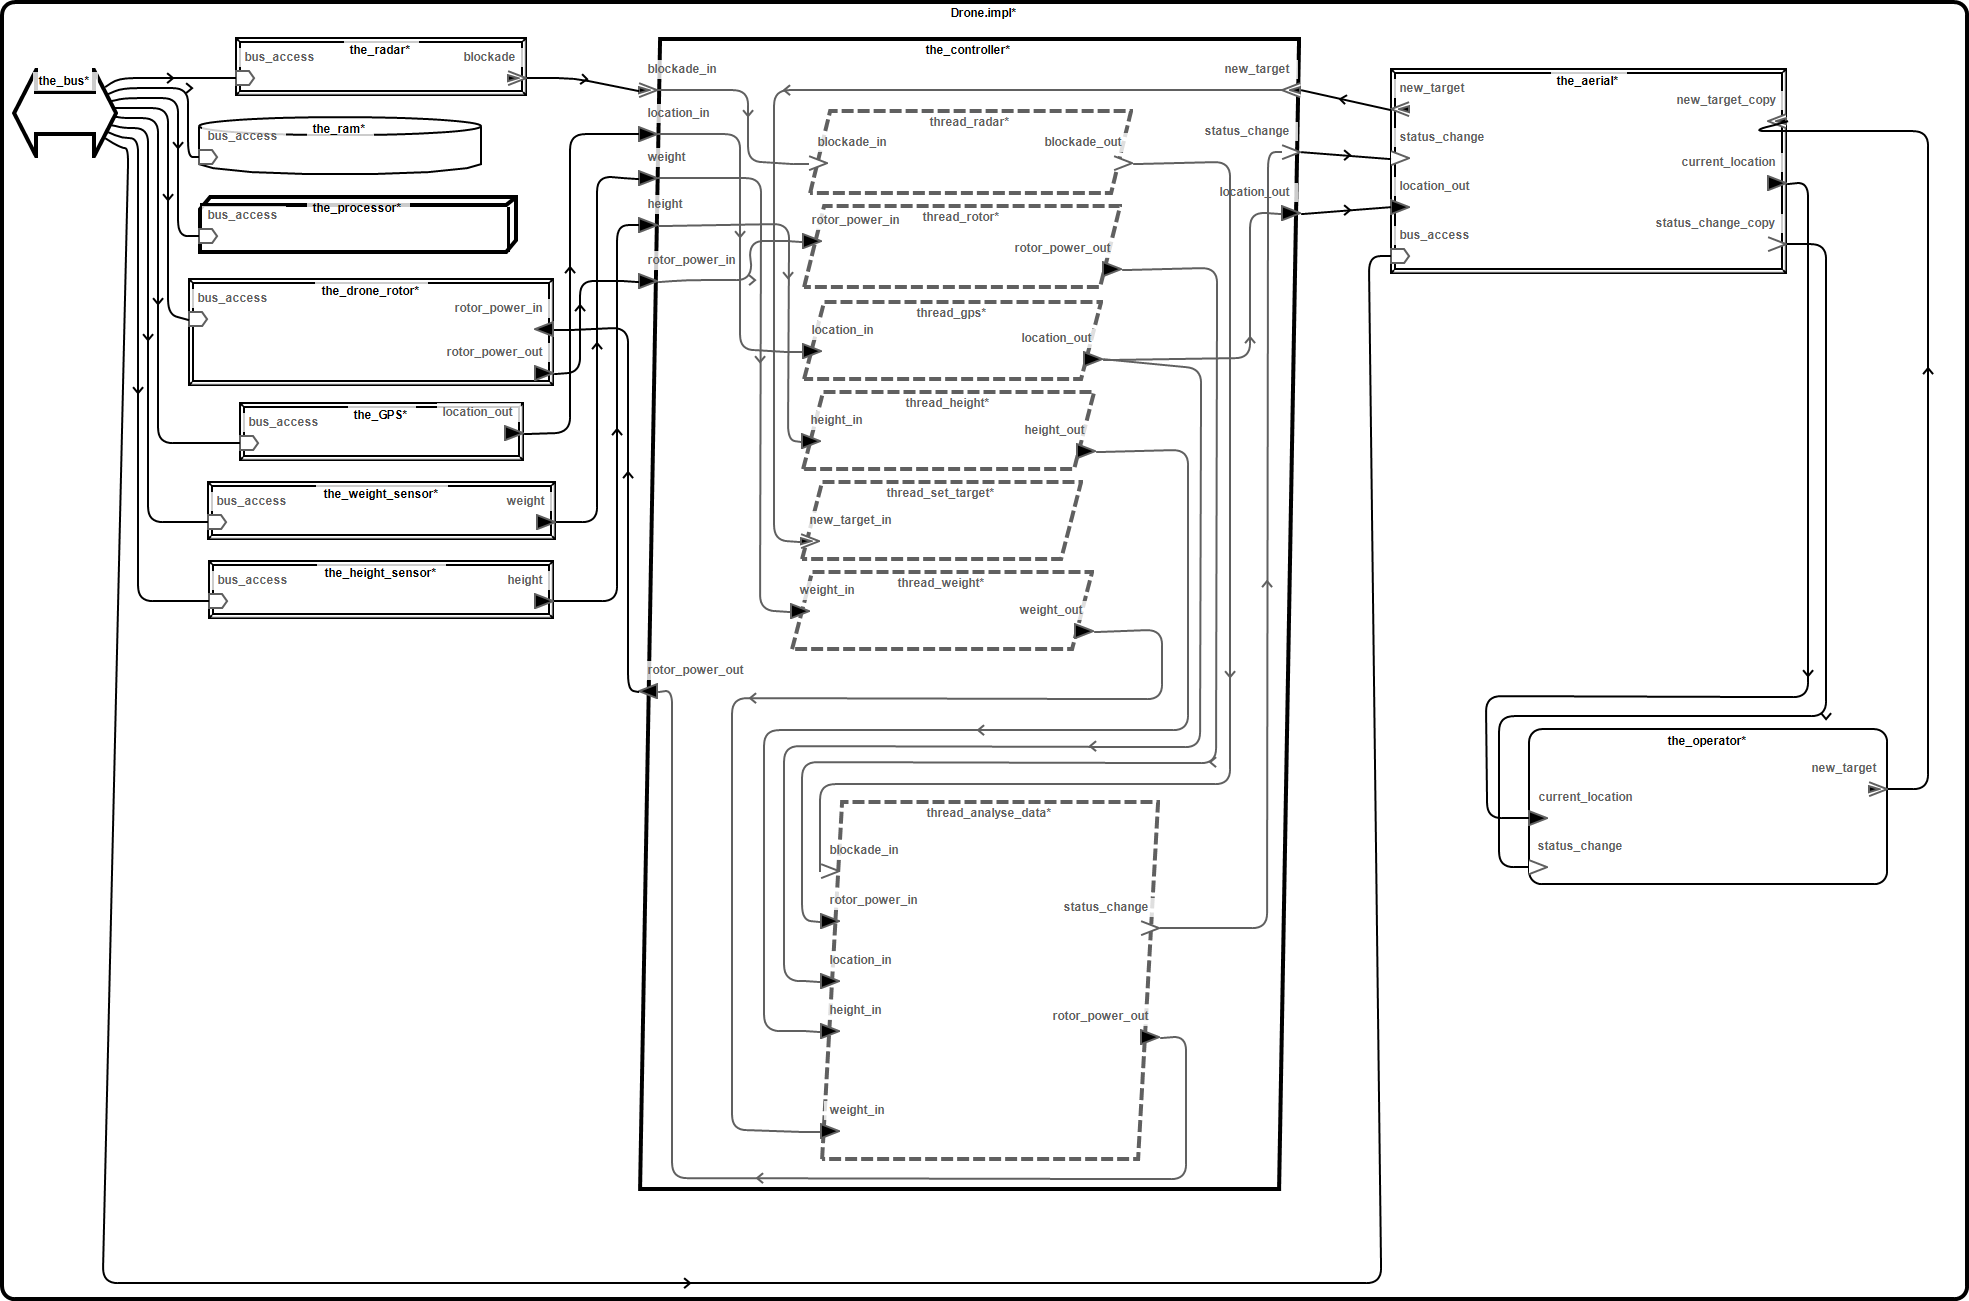 Drone.impl*
the_bus*
the_radar*
bus_access
blockade
the_ram*
bus_access
the_processor*
bus_access
the_drone_rotor*
bus_access
rotor_power_in
rotor_power_out
the_GPS*
location_out
bus_access
the_weight_sensor*
bus_access
weight
the_height_sensor*
bus_access
height
the_controller*
blockade_in
location_in
weight
height
rotor_power_in
rotor_power_out
new_target
status_change
location_out
thread_radar*
blockade_in
blockade_out
thread_rotor*
rotor_power_in
rotor_power_out
thread_gps*
location_in
location_out
thread_height*
height_in
height_out
thread_set_target*
new_target_in
thread_weight*
weight_in
weight_out
thread_analyse_data*
blockade_in
rotor_power_in
location_in
height_in
weight_in
status_change
rotor_power_out
the_aerial*
new_target
status_change
location_out
bus_access
new_target_copy
current_location
status_change_copy
the_operator*
new_target
current_location
status_change